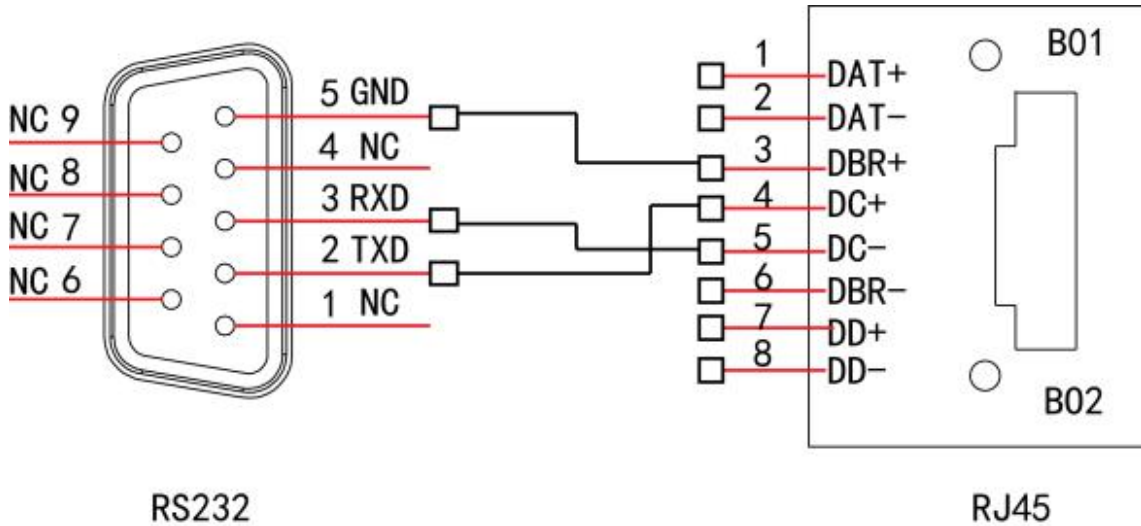 NC 9
NC 8
NC 7
NC 6
5 GND
4 NC
3 RXD
2 TXD
1 NC
1 DAT+
2 DAT-
3 DBR+
4 DC+
5 DC-
6 DBR-
7 DD+
8 DD-
B01
B02
RS232
RJ45